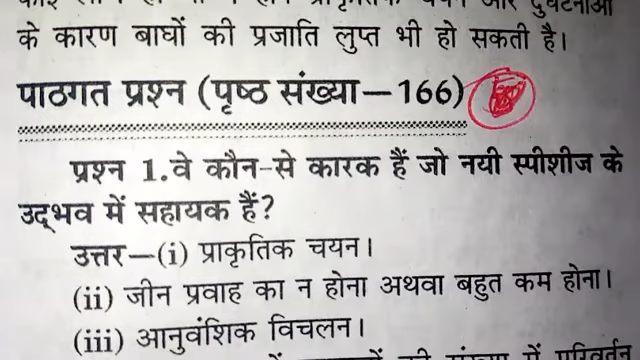 के कारण बाघों की प्रजाति लुप्त भी हो सकती है।
पाठगत प्रश्न (पृष्ठ संख्या—166)
प्रश्न 1. वे कौन-से कारक हैं जो नयी स्पीशीज के
उद्भव में सहायक हैं?
उत्तर—(i) प्राकृतिक चयन।
(ii) जीन प्रवाह का न होना अथवा बहुत कम होना।
(iii) आनुवंशिक विचलन।